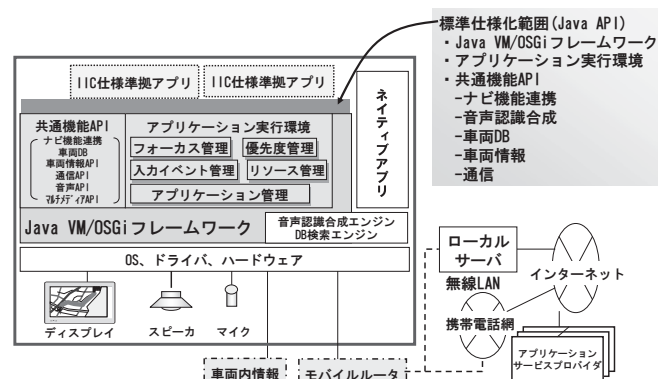 標準仕様化範囲(Java API)
・Java VM/OSGiフレームワーク
・アプリケーション実行環境
・共通機能API
-ナビ機能連携
-音声認識合成
-車両DB
-車両情報
-通信
IIC仕様準拠アプリ
IIC仕様準拠アプリ
ネイティブアプリ
共通機能API
ナビ機能連携
車両DB
車両情報API
通信API
音声API
マルチメディアAPI
アプリケーション実行環境
フォーカス管理
優先度管理
入力イベント管理
リソース管理
アプリケーション管理
Java VM/OSGiフレームワーク
音声認識合成エンジン
DB検索エンジン
OS、ドライバ、ハードウェア
ディスプレイ
スピーカ
マイク
車両内情報
モバイルルータ
ローカル
サーバ
無線LAN
インターネット
携帯電話網
アプリケーション
サービスプロバイダ